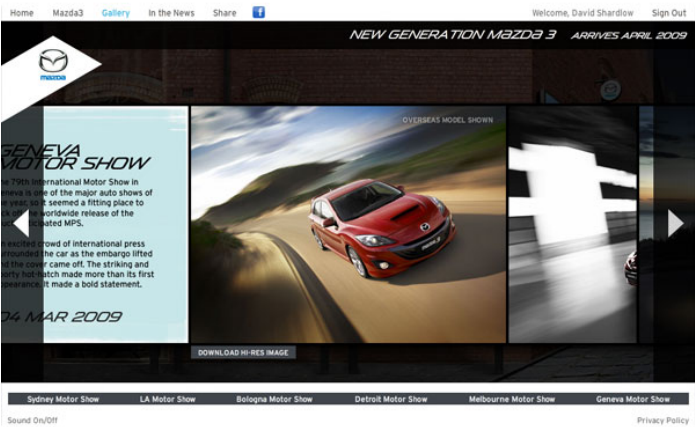 Home Mazda3 Gallery In the News Share f Welcome, David Shardlow Sign Out
NEW GENERATION mazda 3 ARRIVES APRIL 2009
mazda
OVERSEAS MODEL SHOWN
GENEVA
MOTOR SHOW
he 79th International Motor Show in
eneva is one of the major auto shows of
he year, so it seemed a fitting place to
ck off the worldwide release of the
cipated MPS.
n excited crowd of international press
urrounded the car as the embargo lifted
nd the cover came off. The striking and
porty hot-hatch made more than its first
ppearance. It made a bold statement.
04 MAR 2009
DOWNLOAD HI-RES IMAGE
Sydney Motor Show LA Motor Show Bologna Motor Show Detroit Motor Show Melbourne Motor Show Geneva Motor Show
Sound On/Off Privacy Policy